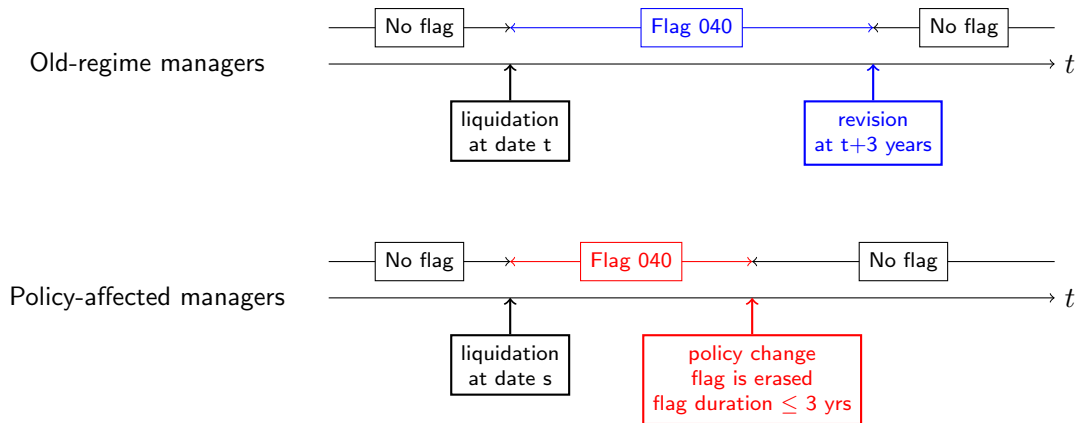 No flag
Flag 040
No flag
Old-regime managers
t
liquidation
at date t
revision
at t+3 years
No flag
Flag 040
No flag
Policy-affected managers
t
liquidation
at date s
policy change
flag is erased
flag duration ≤ 3 yrs